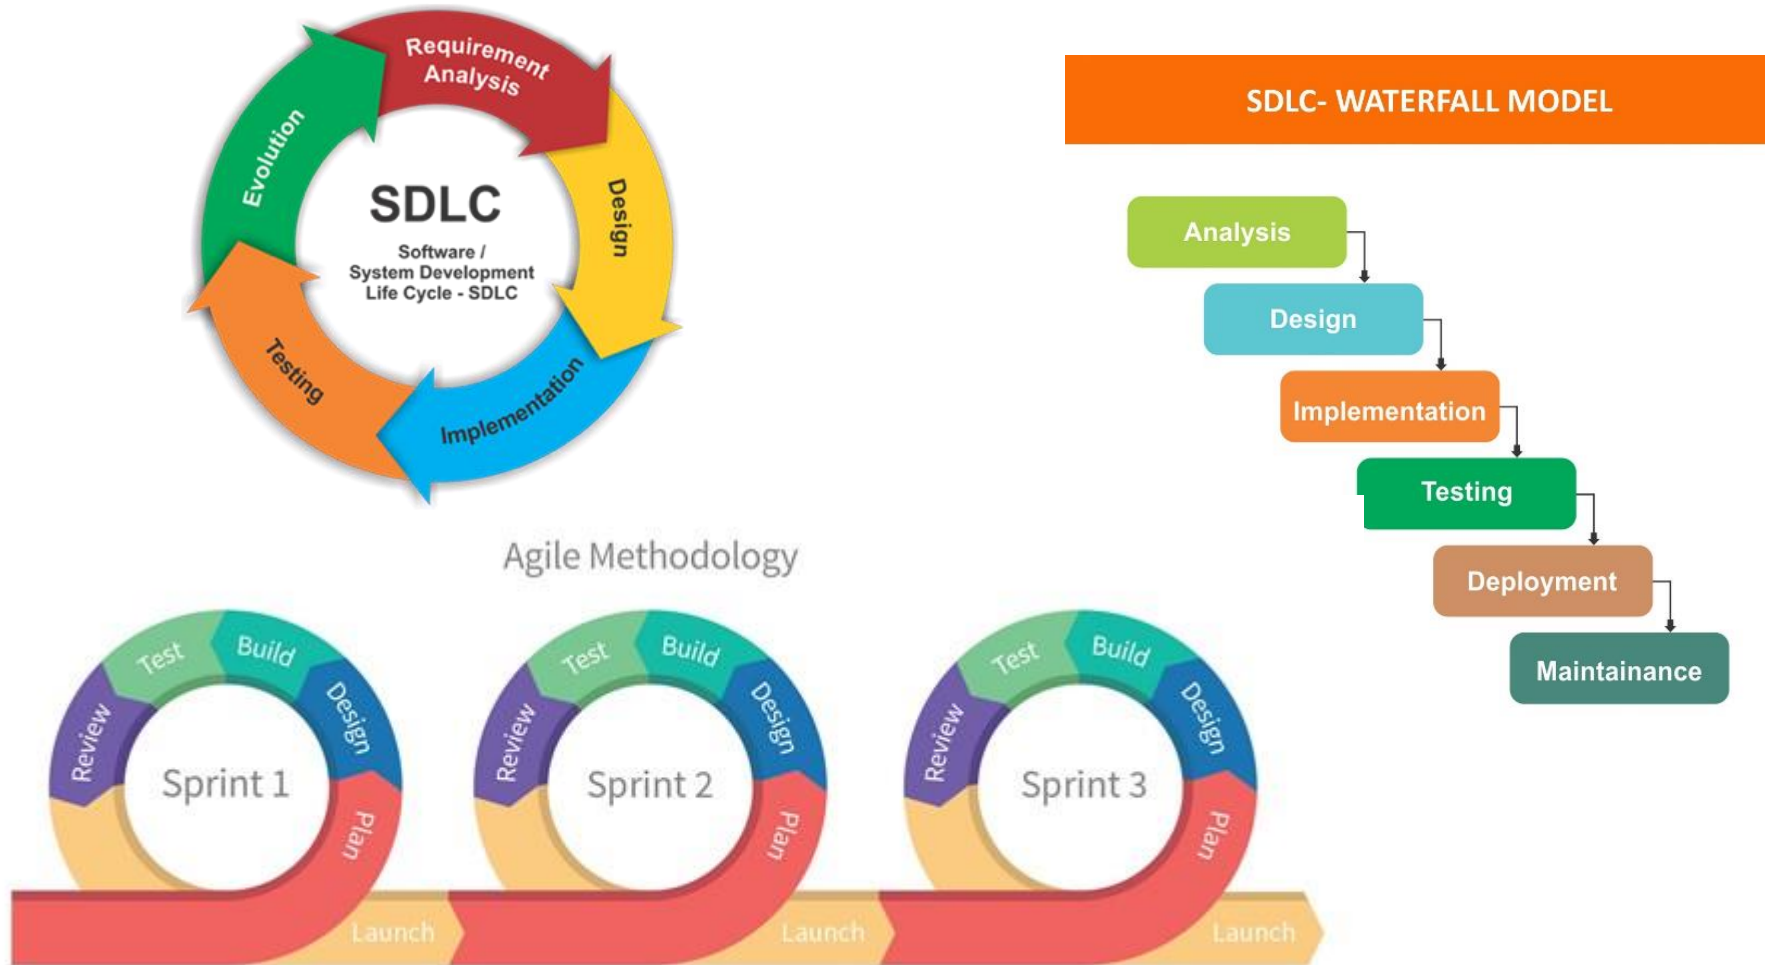 Requirement
Analysis
Design
Implementation
Testing
Evolution
SDLC
Software /
System Development
Life Cycle - SDLC
SDLC- WATERFALL MODEL
Analysis
Design
Implementation
Testing
Deployment
Maintainance
Agile Methodology
Sprint 1
Plan
Design
Build
Test
Review
Launch
Sprint 2
Plan
Design
Build
Test
Review
Launch
Sprint 3
Plan
Design
Build
Test
Review
Launch